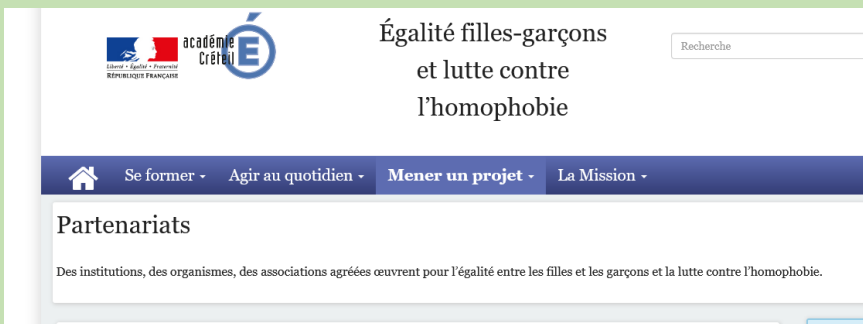 académie
Créteil
É
Liberté • Égalité • Fraternité
RÉPUBLIQUE FRANÇAISE
Égalité filles-garçons
et lutte contre
l'homophobie
Recherche
Se former Agir au quotidien Mener un projet La Mission
Partenariats
Des institutions, des organismes, des associations agréées œuvrent pour l'égalité entre les filles et les garçons et la lutte contre l'homophobie.